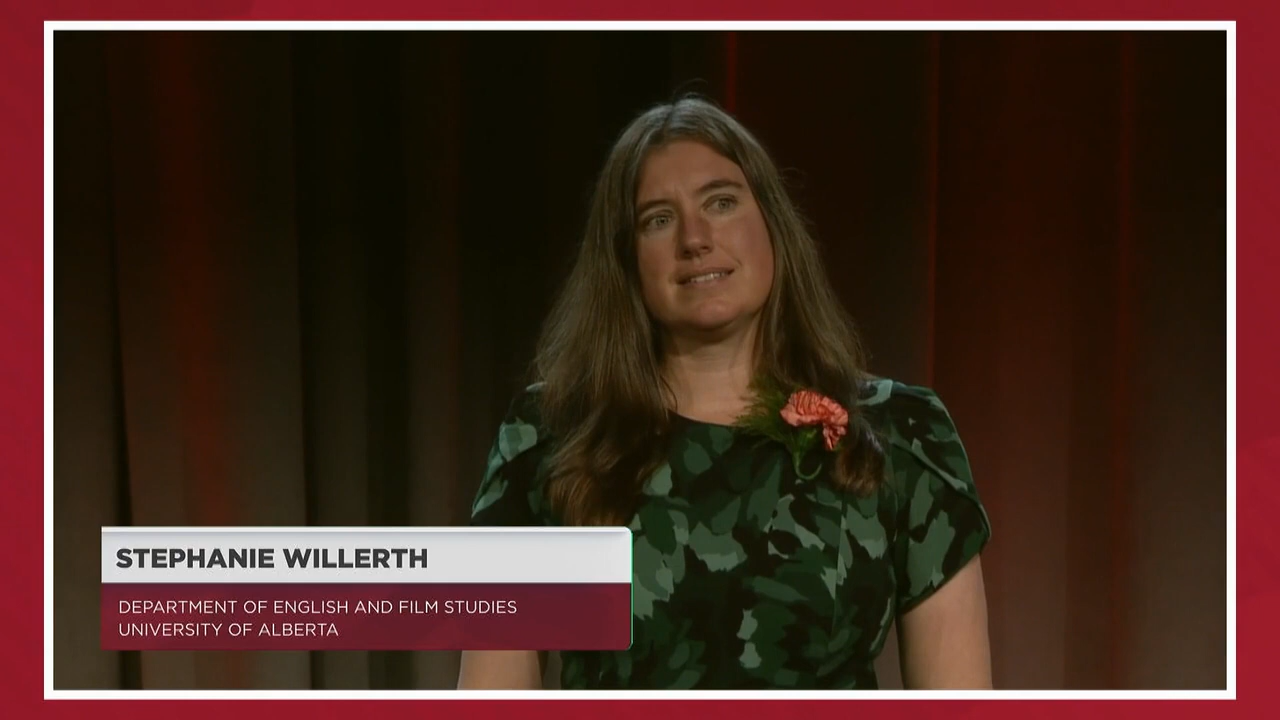 STEPHANIE WILLERTH
DEPARTMENT OF ENGLISH AND FILM STUDIES
UNIVERSITY OF ALBERTA